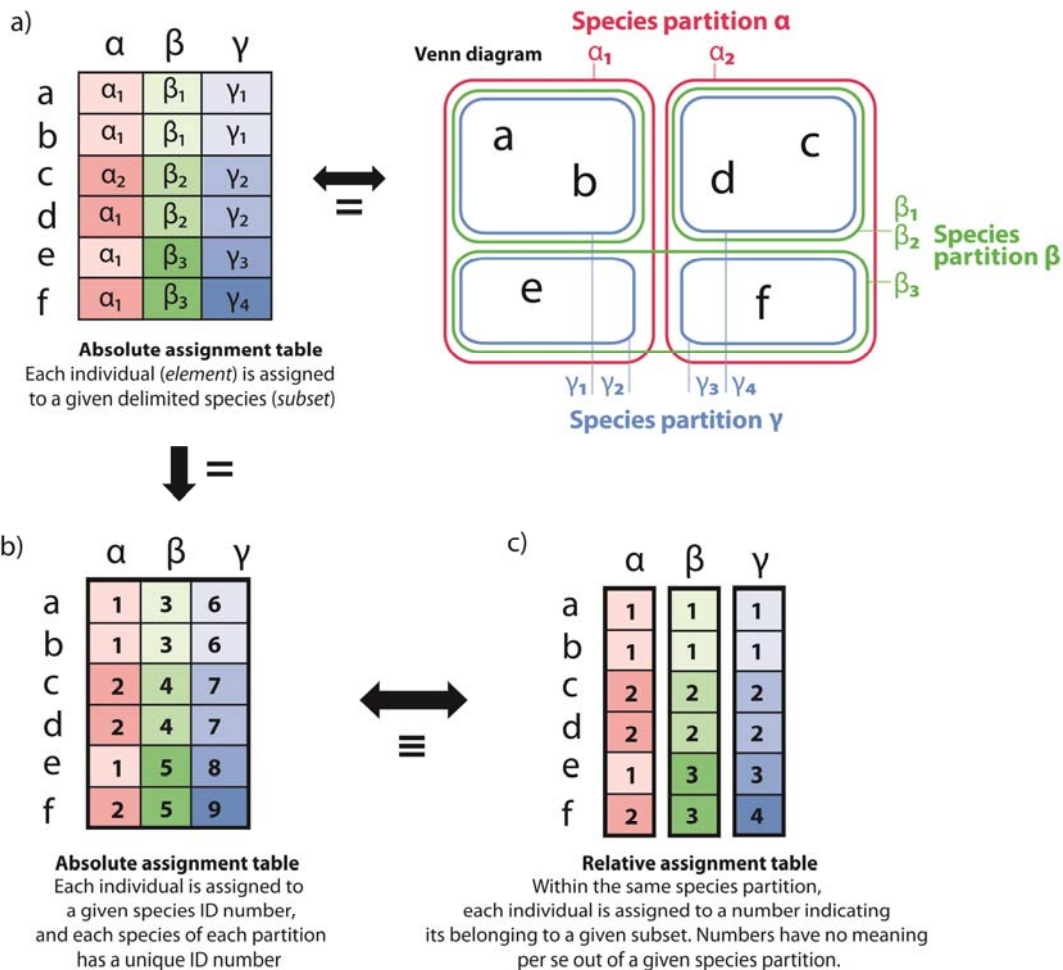 a)
α β γ
a α₁ β₁ γ₁
b α₁ β₁ γ₁
c α₂ β₂ γ₂
d α₁ β₂ γ₂
e α₁ β₃ γ₃
f α₁ β₃ γ₄
Absolute assignment table
Each individual (element) is assigned
to a given delimited species (subset)
=
Species partition α
Venn diagram
α₁ α₂
a
b
c
d
e
f
β₁
β₂
Species
partition β
β₃
γ₁ γ₂ γ₃ γ₄
Species partition γ
=
b)
α β γ
a 1 3 6
b 1 3 6
c 2 4 7
d 2 4 7
e 1 5 8
f 2 5 9
Absolute assignment table
Each individual is assigned to
a given species ID number,
and each species of each partition
has a unique ID number
≡
c)
α β γ
a 1 1 1
b 1 1 1
c 2 2 2
d 2 2 2
e 1 3 3
f 2 3 4
Relative assignment table
Within the same species partition,
each individual is assigned to a number indicating
its belonging to a given subset. Numbers have no meaning
per se out of a given species partition.